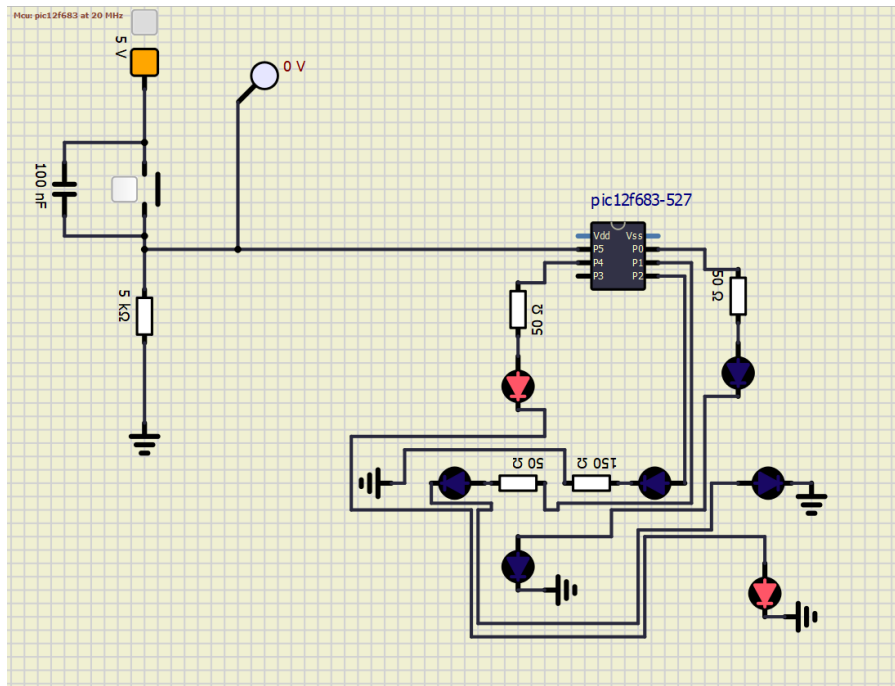 Mcu: pic12f683 at 20 MHz
5 V
0 V
100 nF
pic12f683-527
Vdd Vss
P5 P0
P4 P1
P3 P2
50 Ω
50 Ω
5 kΩ
50 Ω
150 Ω